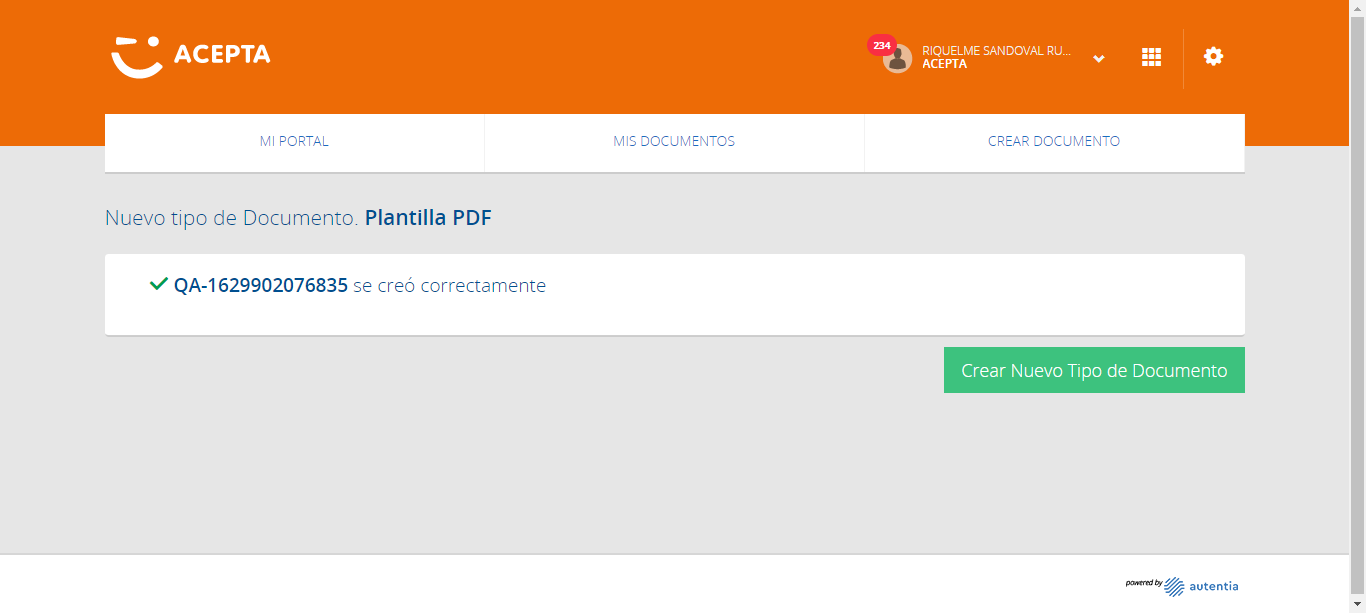 ACEPTA
234
RIQUELME SANDOVAL RU...
ACEPTA
MI PORTAL
MIS DOCUMENTOS
CREAR DOCUMENTO
Nuevo tipo de Documento. Plantilla PDF
QA-1629902076835 se creó correctamente
Crear Nuevo Tipo de Documento
powered by autentia